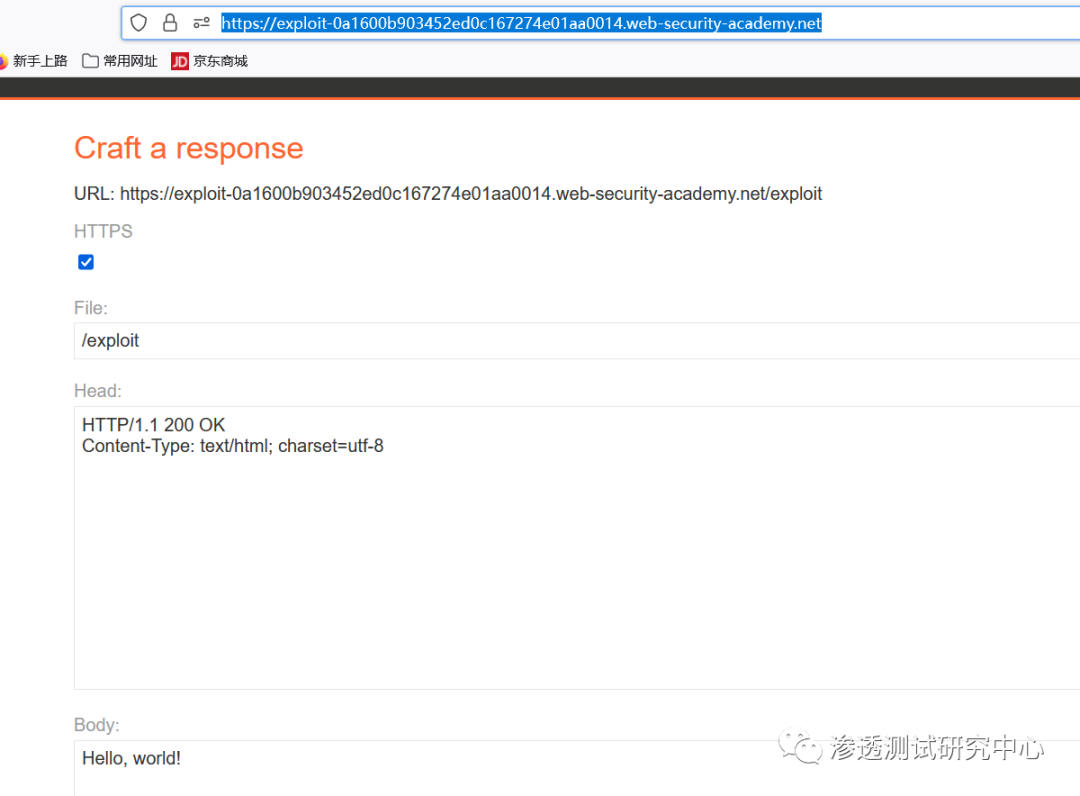 https://exploit-0a1600b903452ed0c167274e01aa0014.web-security-academy.net
新手上路 常用网址 JD 京东商城
Craft a response
URL: https://exploit-0a1600b903452ed0c167274e01aa0014.web-security-academy.net/exploit
HTTPS
File:
/exploit
Head:
HTTP/1.1 200 OK
Content-Type: text/html; charset=utf-8
Body:
Hello, world!
渗透测试研究中心